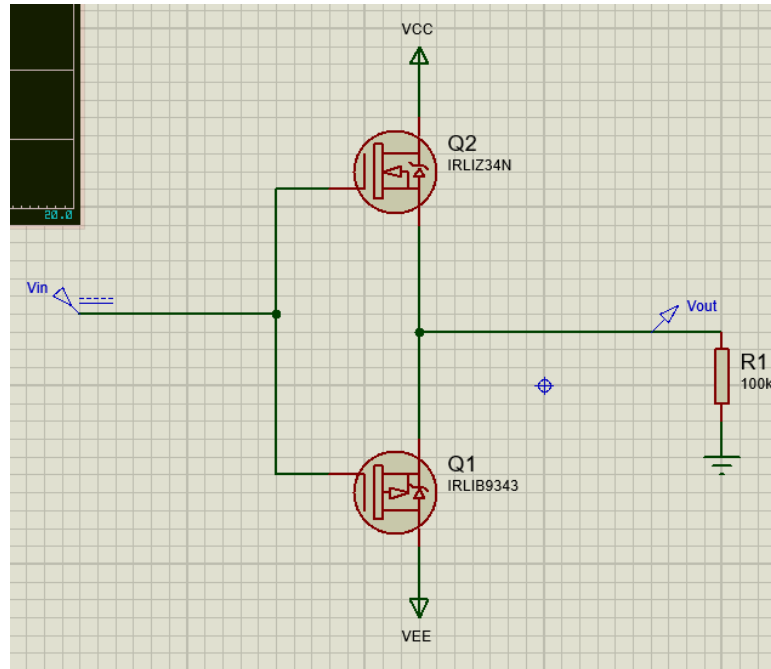 VCC
Q2
IRLIZ34N
20.0
Vin
Vout
R1
100k
Q1
IRLIB9343
VEE